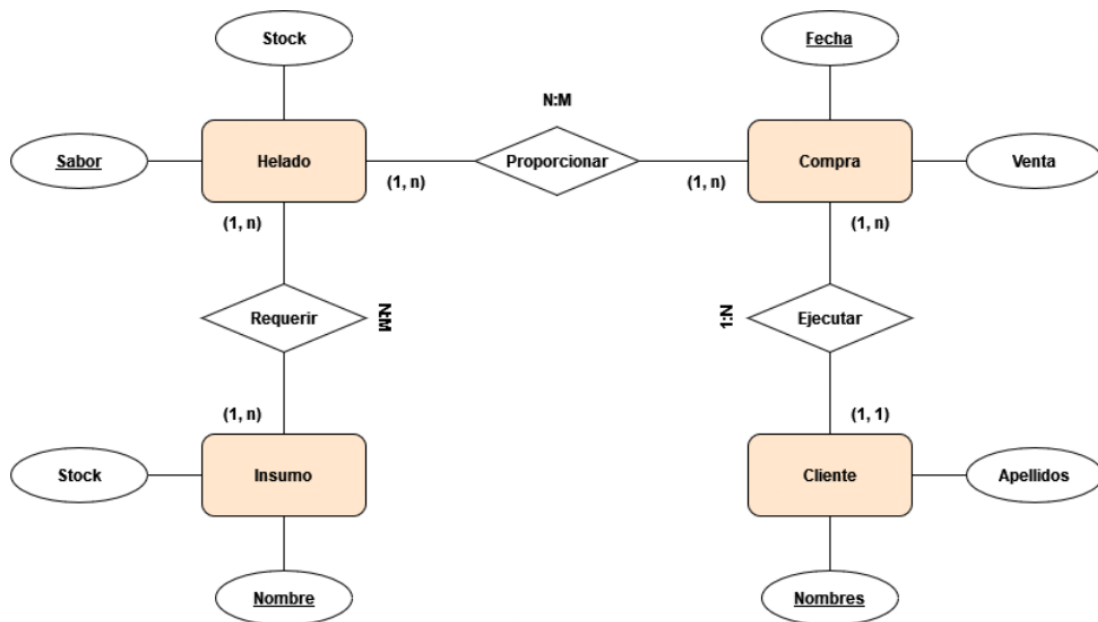 Stock
Fecha
N:M
Sabor
Helado
Proporcionar
Compra
Venta
(1, n)
(1, n)
(1, n)
(1, n)
Requerir
N:M
1:N
Ejecutar
(1, n)
(1, 1)
Stock
Insumo
Cliente
Apellidos
Nombre
Nombres